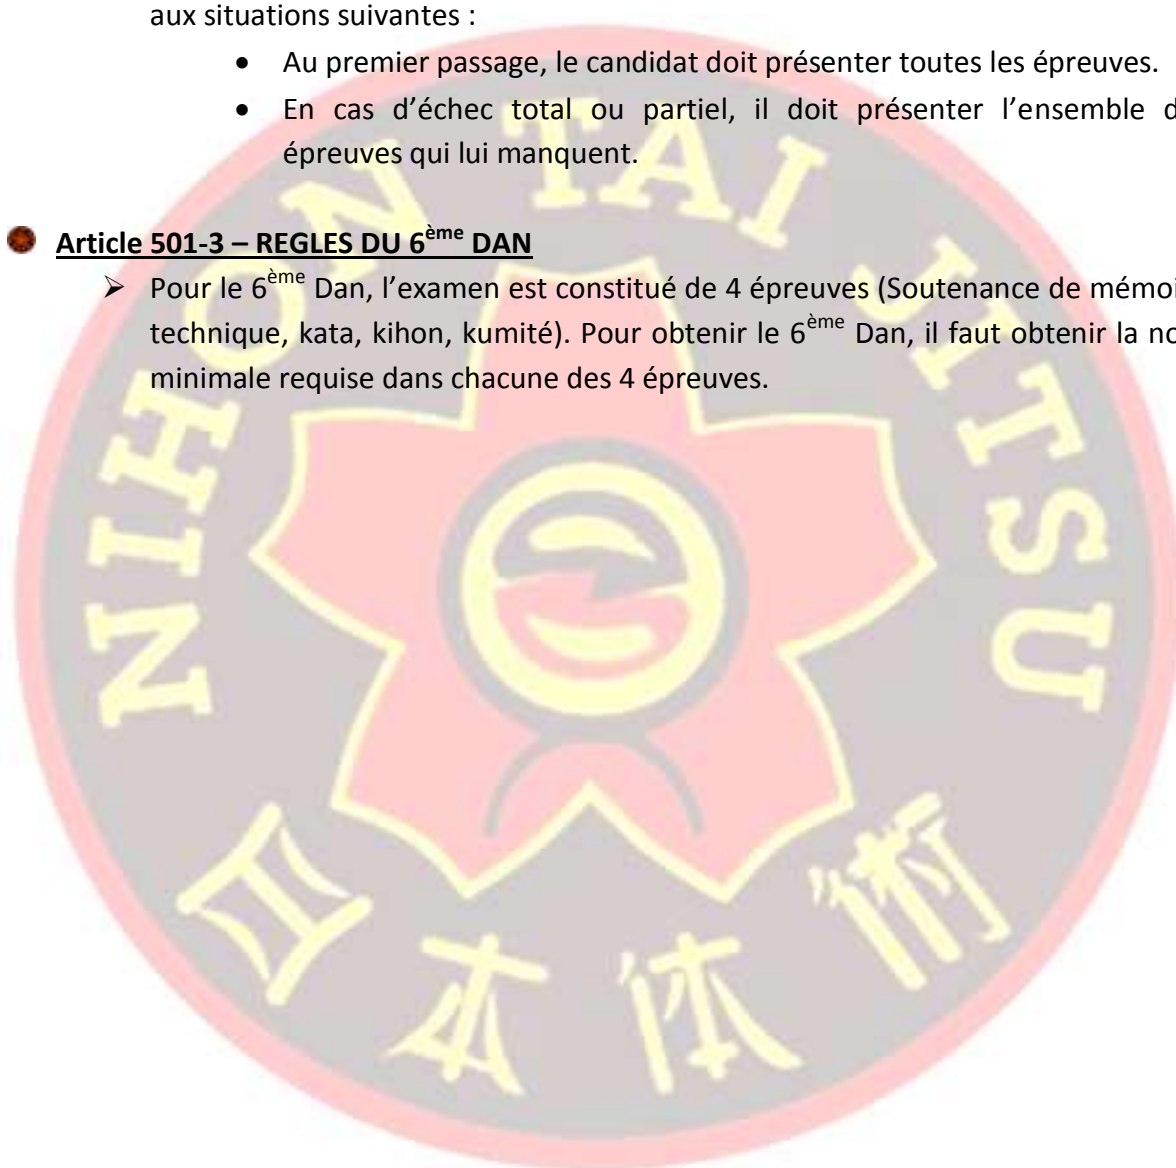 aux situations suivantes :
• Au premier passage, le candidat doit présenter toutes les épreuves.
• En cas d’échec total ou partiel, il doit présenter l’ensemble d
épreuves qui lui manquent.
Article 501-3 – REGLES DU 6ème DAN
➢ Pour le 6ème Dan, l’examen est constitué de 4 épreuves (Soutenance de mémoi
technique, kata, kihon, kumité). Pour obtenir le 6ème Dan, il faut obtenir la no
minimale requise dans chacune des 4 épreuves.
NIHON TAI JITSU
日本体術